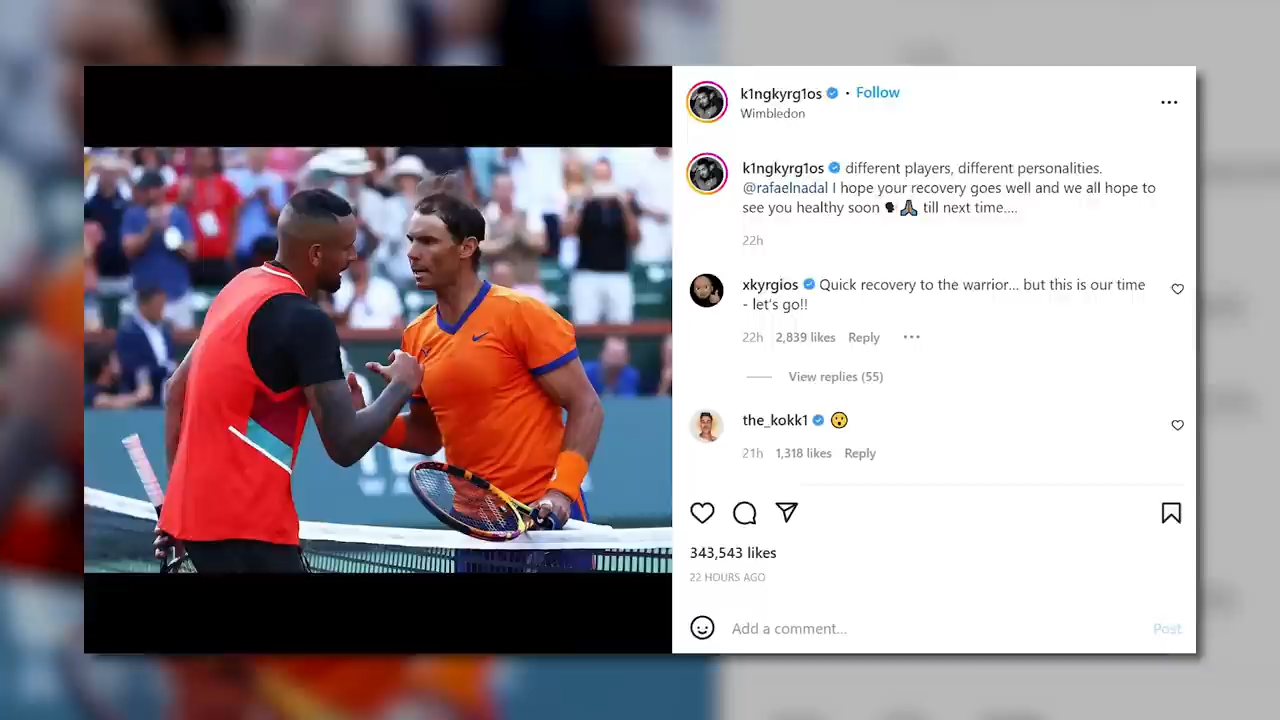 k1ngkyrg1os • Follow
Wimbledon
k1ngkyrg1os different players, different personalities.
@rafaelnadal I hope your recovery goes well and we all hope to
see you healthy soon 🗣🙏🏽 till next time....
22h
xkyrgios Quick recovery to the warrior... but this is our time
- let's go!!
22h 2,839 likes Reply
View replies (55)
the_kokk1 😮
21h 1,318 likes Reply
343,543 likes
22 HOURS AGO
Add a comment... Post